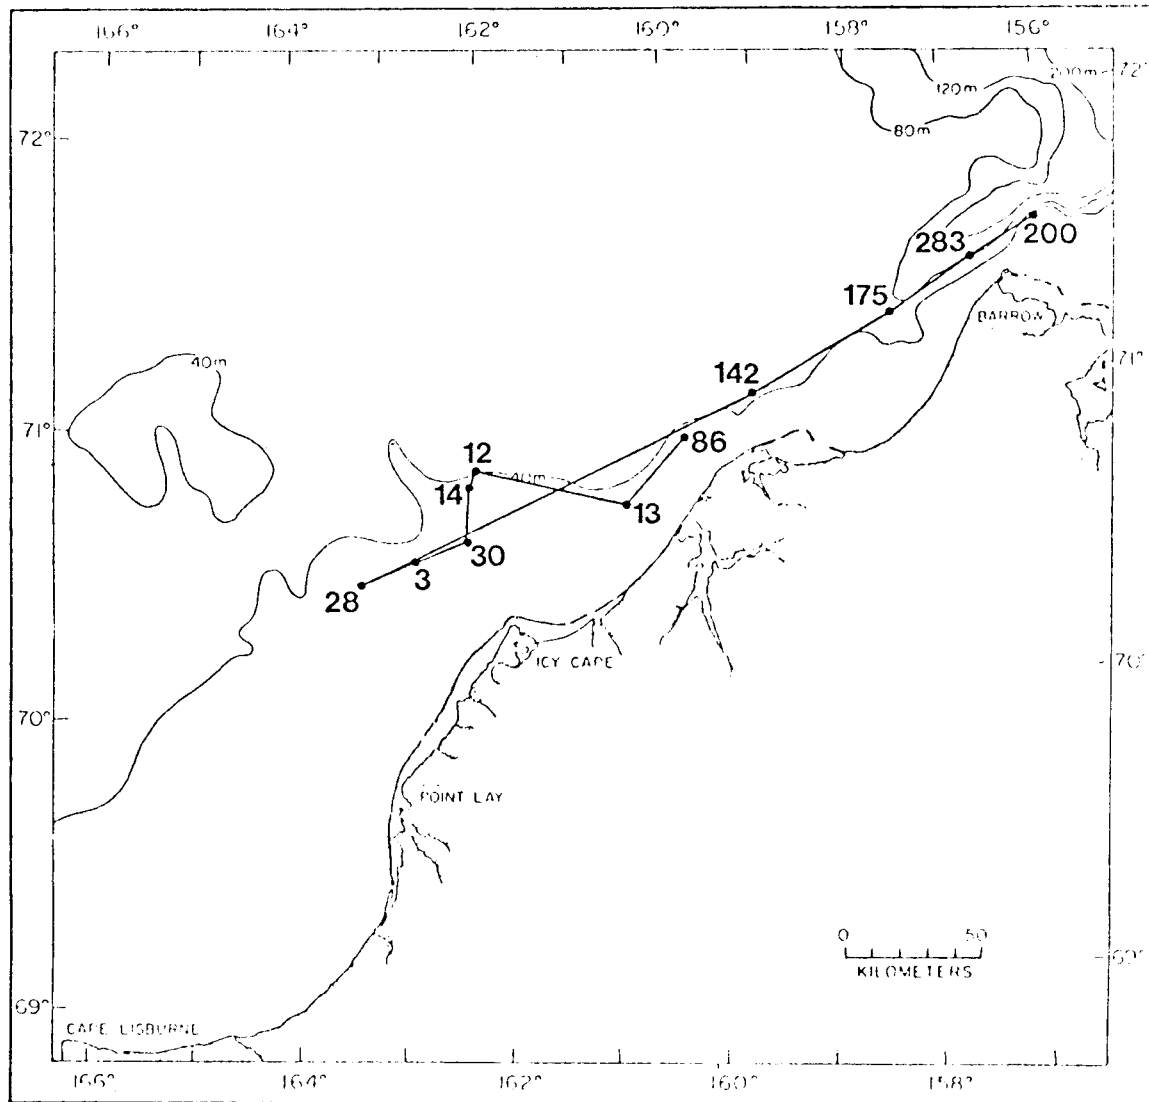 166° 164° 162° 160° 158° 156°
200m
72°
120m
80m
72°
200
283
175
BARROW
40m
142
71°
71°
12
86
40m
14
13
30
3
28
ICY CAPE
70°
70°
POINT LAY
0 50
KILOMETERS
69°
69°
CAPE LISBURNE
166° 164° 162° 160° 158°